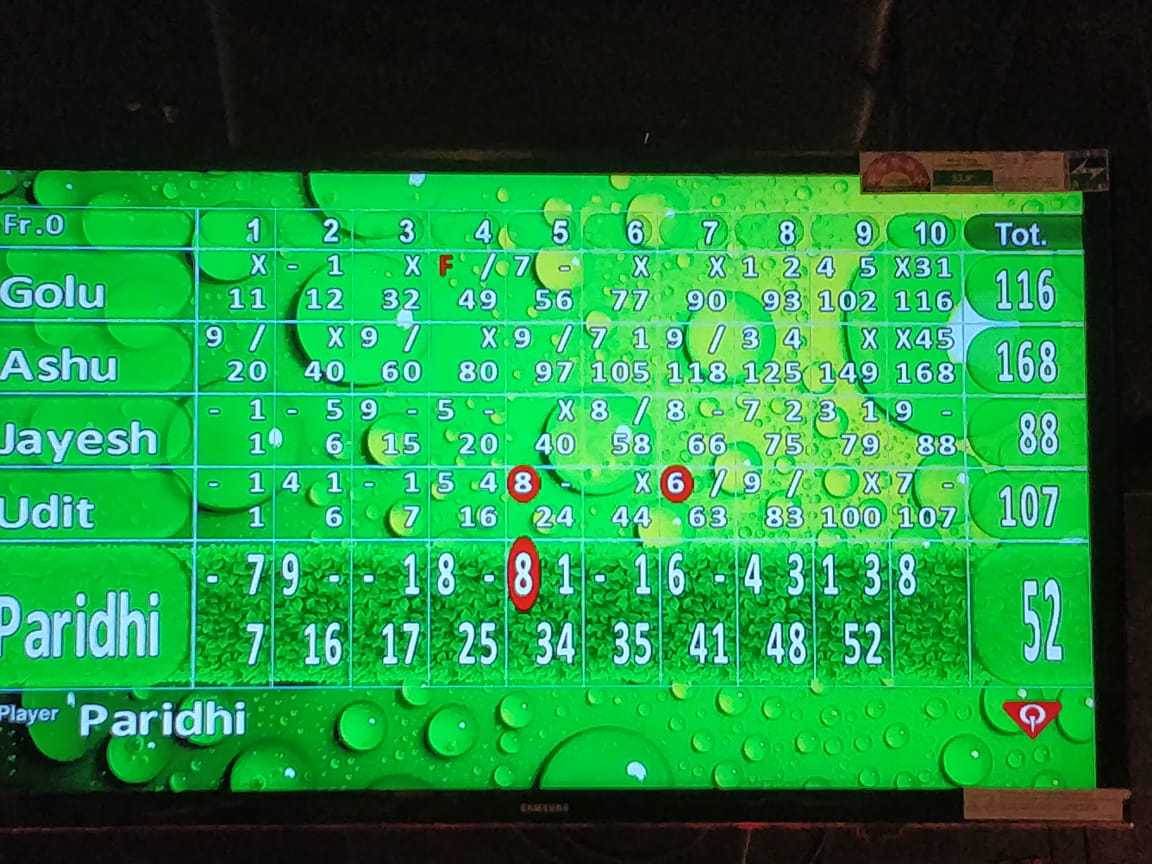 Fr.0 1 2 3 4 5 6 7 8 9 10 Tot.
X - 1 X F / 7 - X X 1 2 4 5 X31
Golu 11 12 32 49 56 77 90 93 102 116 116
9 / X 9 / X 9 / 7 1 9 / 3 4 X X45
Ashu 20 40 60 80 97 105 118 125 149 168 168
- 1 - 5 9 - 5 - X 8 / 8 - 7 2 3 1 9 -
Jayesh 1 6 15 20 40 58 66 75 79 88 88
- 1 4 1 - 1 5 4 8 - X 6 / 9 / X 7 -
Udit 1 6 7 16 24 44 63 83 100 107 107
- 7 9 - - 1 8 - 8 1 - 1 6 - 4 3 1 3 8
Paridhi 7 16 17 25 34 35 41 48 52 52
Player Paridhi
SAMSUNG